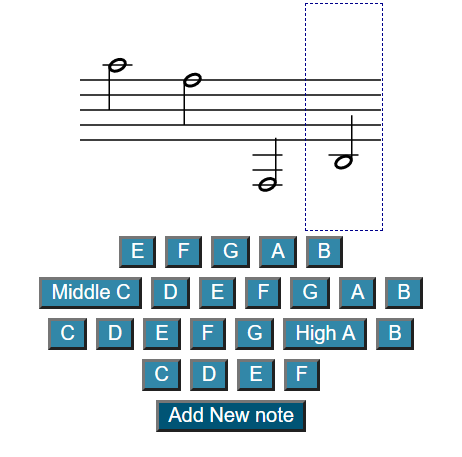 E F G A B
Middle C D E F G A B
C D E F G High A B
C D E F
Add New note